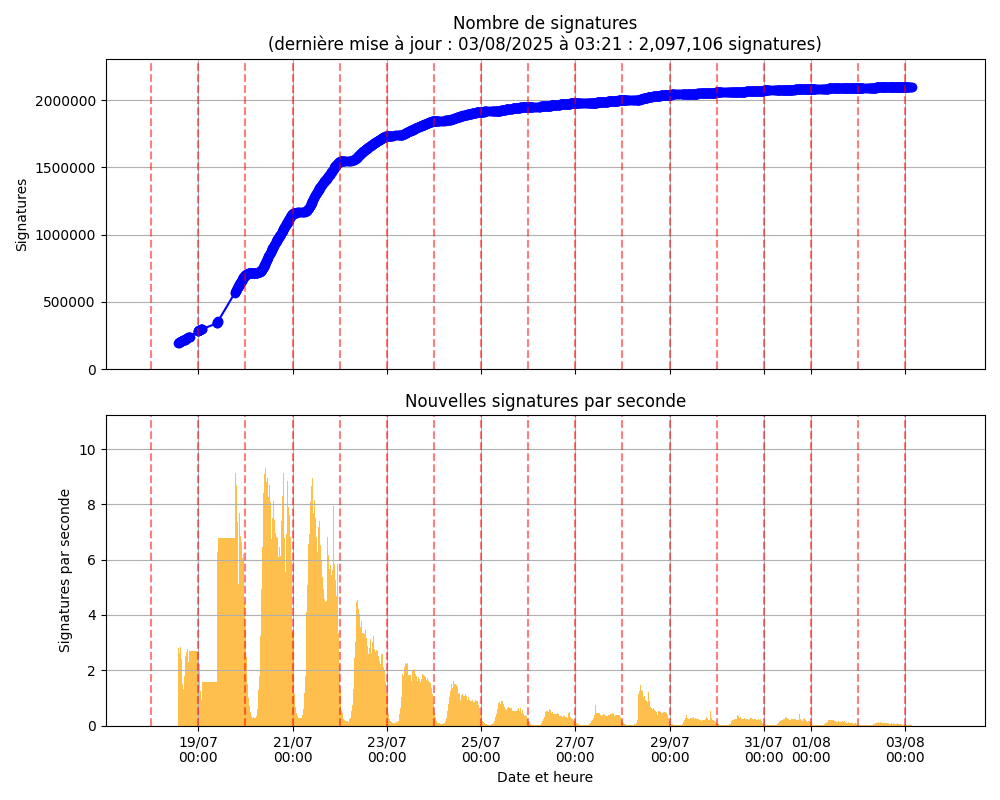 Nombre de signatures
(dernière mise à jour : 03/08/2025 à 03:21 : 2,097,106 signatures)
2000000
1500000
1000000
500000
0
Signatures
Nouvelles signatures par seconde
10
8
6
4
2
0
Signatures par seconde
19/07 21/07 23/07 25/07 27/07 29/07 31/07 01/08 03/08
00:00 00:00 00:00 00:00 00:00 00:00 00:00 00:00 00:00
Date et heure